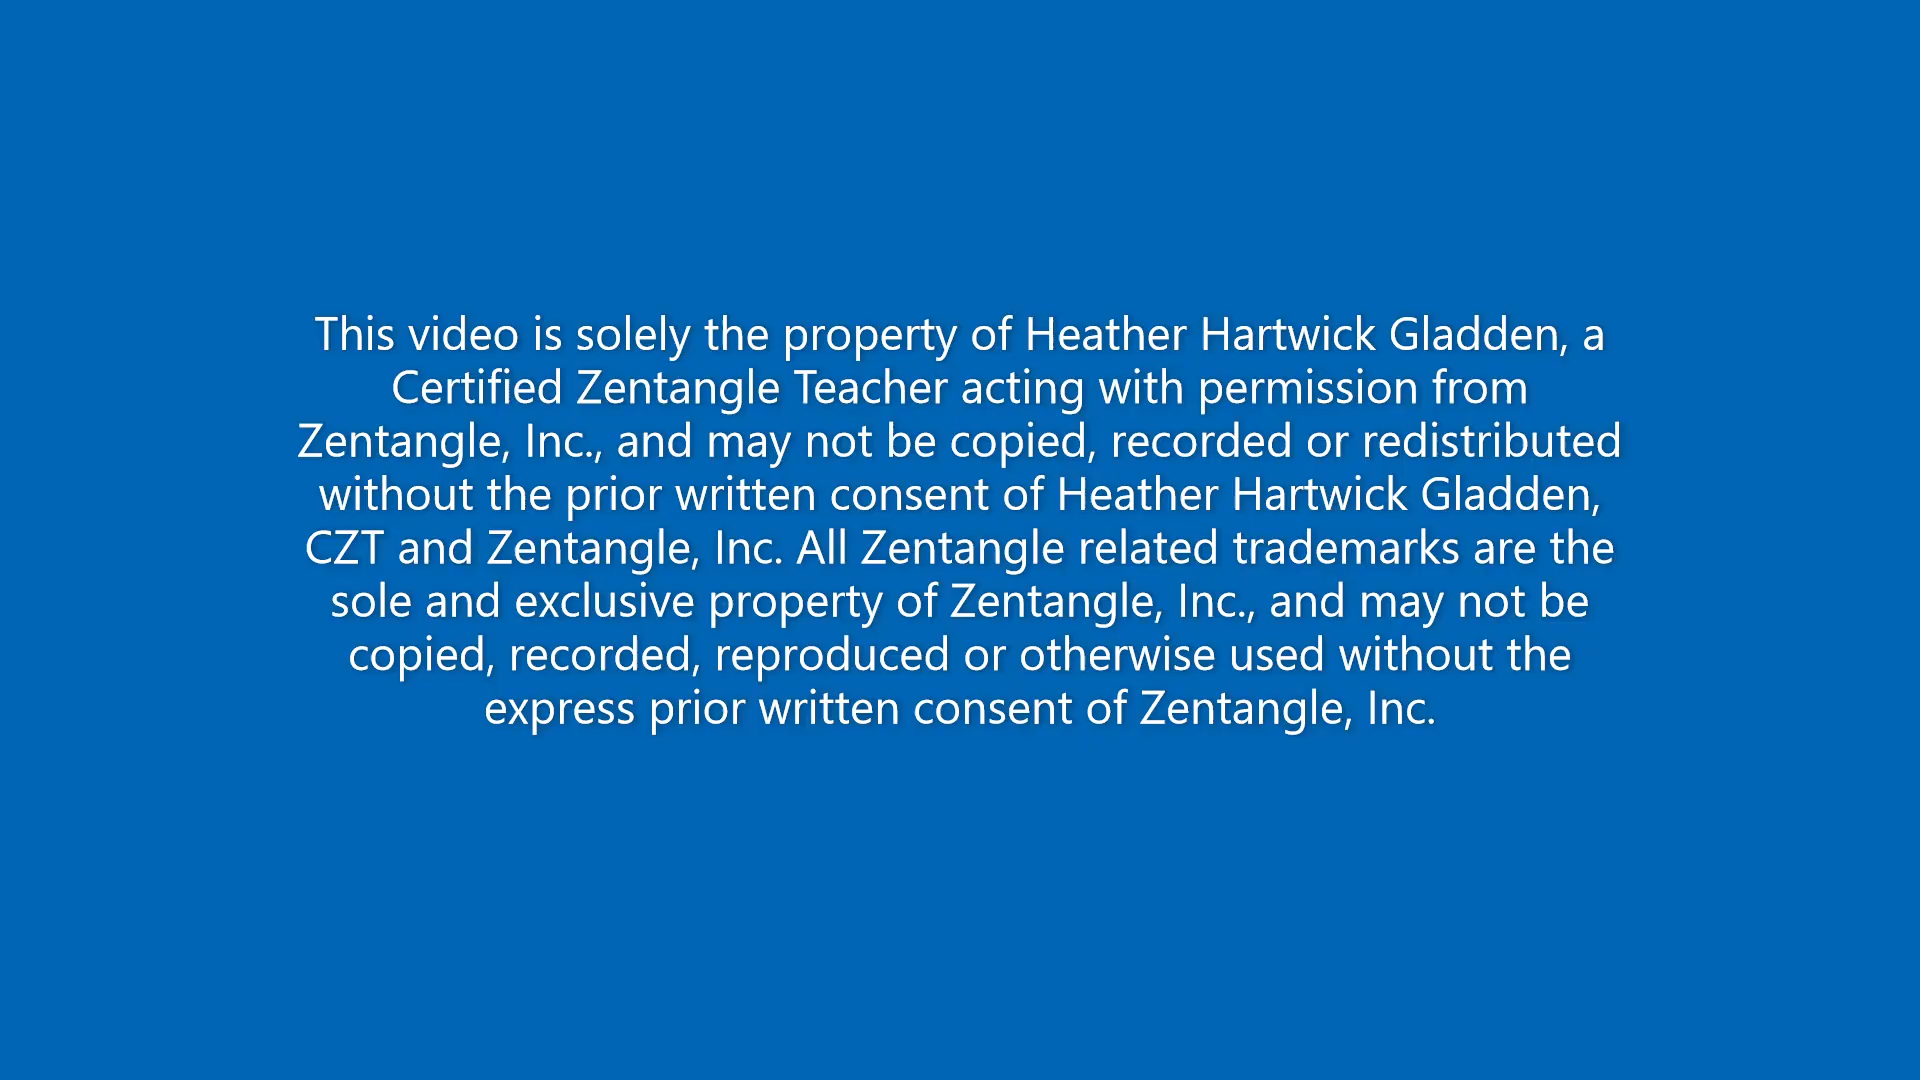 This video is solely the property of Heather Hartwick Gladden, a
Certified Zentangle Teacher acting with permission from
Zentangle, Inc., and may not be copied, recorded or redistributed
without the prior written consent of Heather Hartwick Gladden,
CZT and Zentangle, Inc. All Zentangle related trademarks are the
sole and exclusive property of Zentangle, Inc., and may not be
copied, recorded, reproduced or otherwise used without the
express prior written consent of Zentangle, Inc.